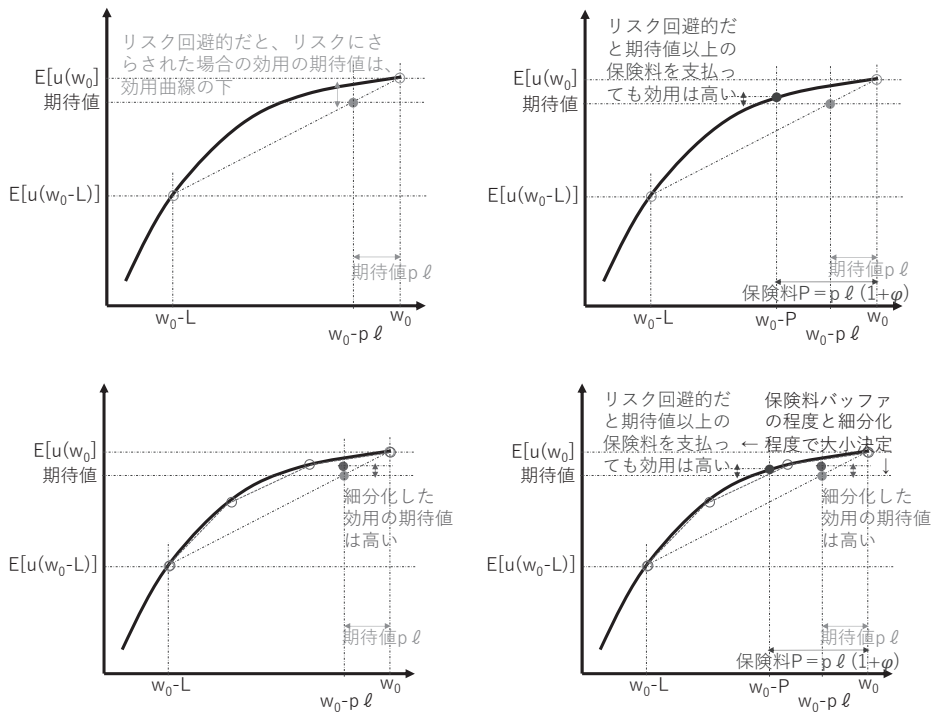 リスク回避的だと、リスクにさ
らされた場合の効用の期待値は、
効用曲線の下
E[u(w₀]
期待値
E[u(w₀-L)]
期待値pℓ
w₀-L
w₀-pℓ
w₀
リスク回避的だ
と期待値以上の
保険料を支払っ
ても効用は高い
E[u(w₀]
期待値
E[u(w₀-L)]
期待値pℓ
保険料P＝pℓ(1+φ)
w₀-L
w₀-P
w₀-pℓ
w₀
E[u(w₀]
期待値
細分化した
効用の期待値
は高い
E[u(w₀-L)]
期待値pℓ
w₀-L
w₀-pℓ
w₀
リスク回避的だ
と期待値以上の
保険料を支払っ
ても効用は高い
保険料バッファ
の程度と細分化
← 程度で大小決定
↓
E[u(w₀]
期待値
細分化した
効用の期待値
は高い
E[u(w₀-L)]
期待値pℓ
保険料P＝pℓ(1+φ)
w₀-L
w₀-P
w₀-pℓ
w₀